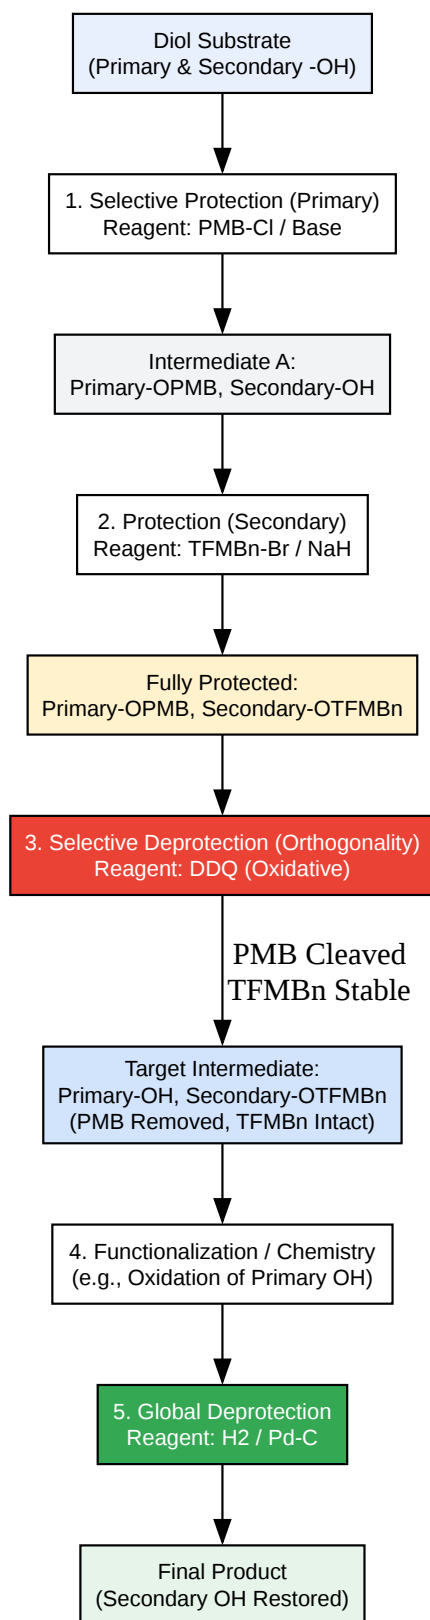 Diol Substrate
(Primary & Secondary -OH)
1. Selective Protection (Primary)
Reagent: PMB-Cl / Base
Intermediate A:
Primary-OPMB, Secondary-OH
2. Protection (Secondary)
Reagent: TFMBn-Br / NaH
Fully Protected:
Primary-OPMB, Secondary-OTFMBn
3. Selective Deprotection (Orthogonality)
Reagent: DDQ (Oxidative)
PMB Cleaved
TFMBn Stable
Target Intermediate:
Primary-OH, Secondary-OTFMBn
(PMB Removed, TFMBn Intact)
4. Functionalization / Chemistry
(e.g., Oxidation of Primary OH)
5. Global Deprotection
Reagent: H2 / Pd-C
Final Product
(Secondary OH Restored)